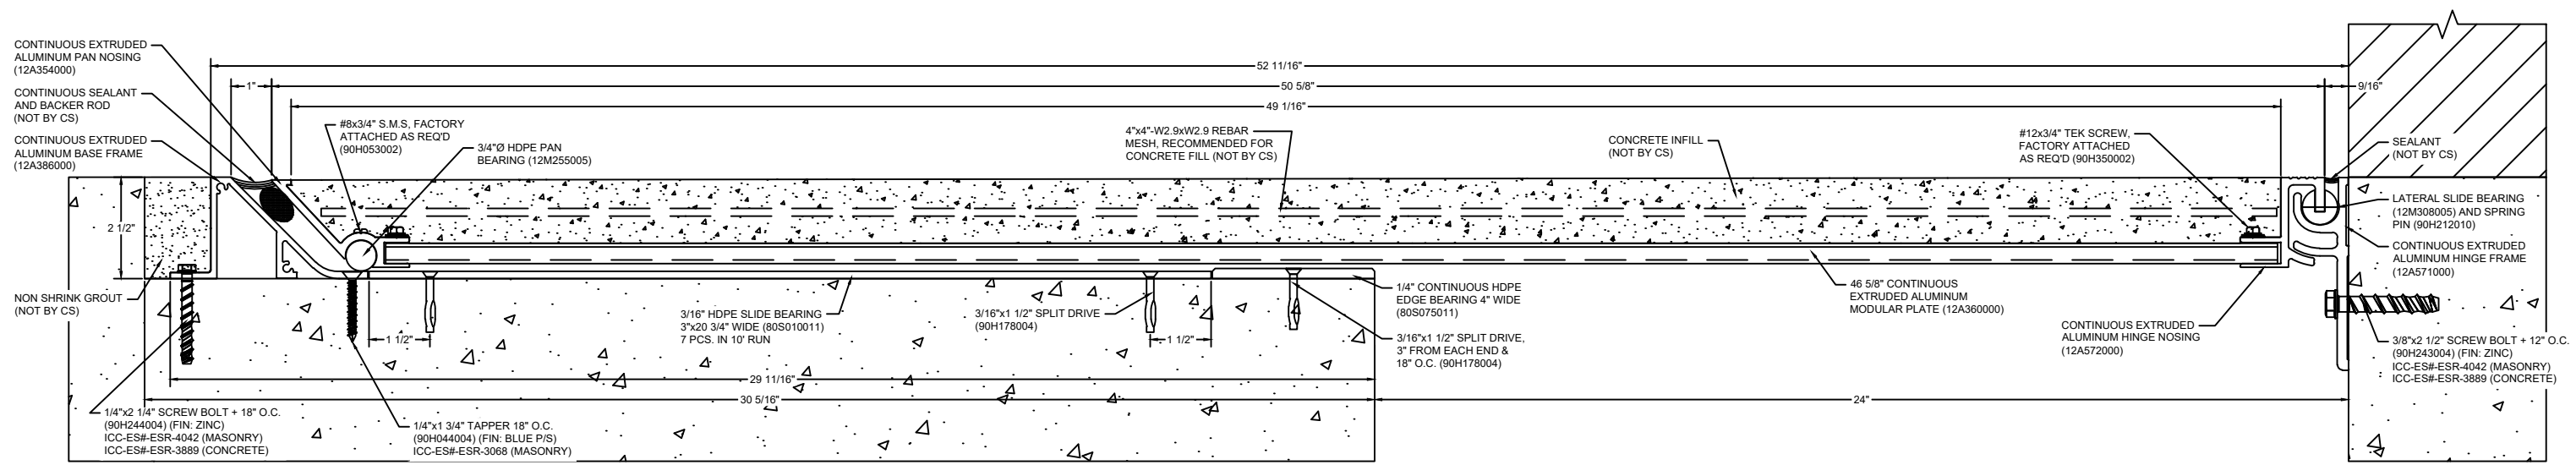 CONTINUOUS EXTRUDED
ALUMINUM PAN NOSING
(12A354000)
CONTINUOUS SEALANT
AND BACKER ROD
(NOT BY CS)
CONTINUOUS EXTRUDED
ALUMINUM BASE FRAME
(12A386000)
52 11/16"
1"
50 5/8"
9/16"
49 1/16"
#8x3/4" S.M.S, FACTORY
ATTACHED AS REQ'D
(90H053002)
3/4"Ø HDPE PAN
BEARING (12M255005)
4"x4"-W2.9xW2.9 REBAR
MESH, RECOMMENDED FOR
CONCRETE FILL (NOT BY CS)
CONCRETE INFILL
(NOT BY CS)
#12x3/4" TEK SCREW,
FACTORY ATTACHED
AS REQ'D (90H350002)
SEALANT
(NOT BY CS)
2 1/2"
LATERAL SLIDE BEARING
(12M308005) AND SPRING
PIN (90H212010)
CONTINUOUS EXTRUDED
ALUMINUM HINGE FRAME
(12A571000)
NON SHRINK GROUT
(NOT BY CS)
3/16" HDPE SLIDE BEARING
3"x20 3/4" WIDE (80S010011)
7 PCS. IN 10' RUN
3/16"x1 1/2" SPLIT DRIVE
(90H178004)
1/4" CONTINUOUS HDPE
EDGE BEARING 4" WIDE
(80S075011)
46 5/8" CONTINUOUS
EXTRUDED ALUMINUM
MODULAR PLATE (12A360000)
CONTINUOUS EXTRUDED
ALUMINUM HINGE NOSING
(12A572000)
1 1/2"
1 1/2"
3/16"x1 1/2" SPLIT DRIVE,
3" FROM EACH END &
18" O.C. (90H178004)
3/8"x2 1/2" SCREW BOLT + 12" O.C.
(90H243004) (FIN: ZINC)
ICC-ES#-ESR-4042 (MASONRY)
ICC-ES#-ESR-3889 (CONCRETE)
29 11/16"
30 5/16"
24"
1/4"x2 1/4" SCREW BOLT + 18" O.C.
(90H244004) (FIN: ZINC)
ICC-ES#-ESR-4042 (MASONRY)
ICC-ES#-ESR-3889 (CONCRETE)
1/4"x1 3/4" TAPPER 18" O.C.
(90H044004) (FIN: BLUE P/S)
ICC-ES#-ESR-3068 (MASONRY)